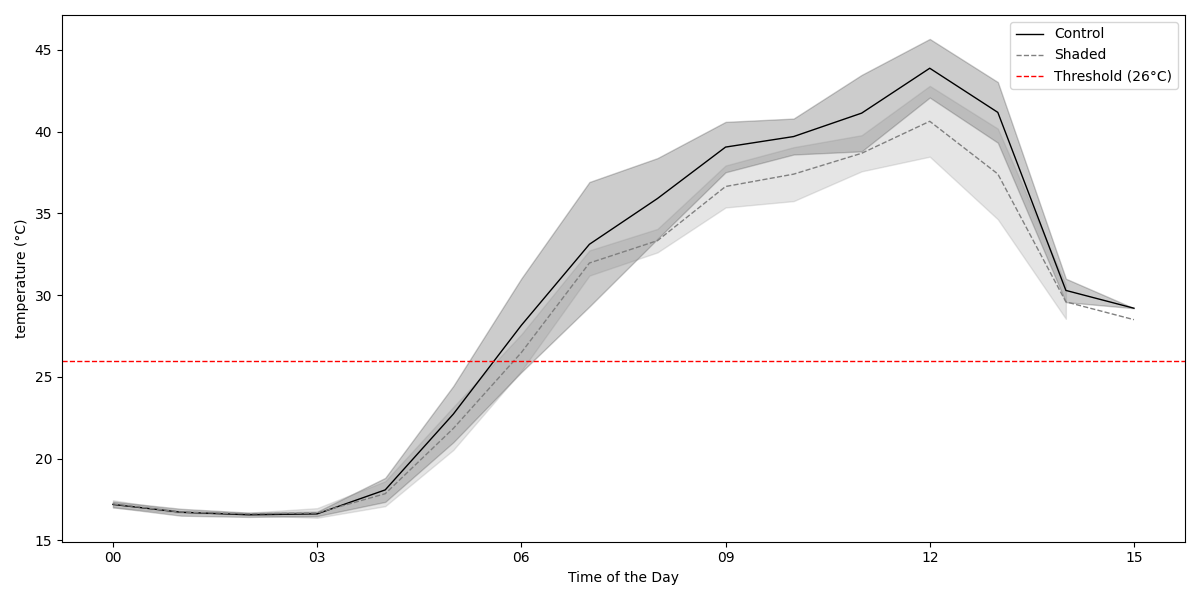 Control
Shaded
Threshold (26°C)
temperature (°C)
45
40
35
30
25
20
15
00 03 06 09 12 15
Time of the Day